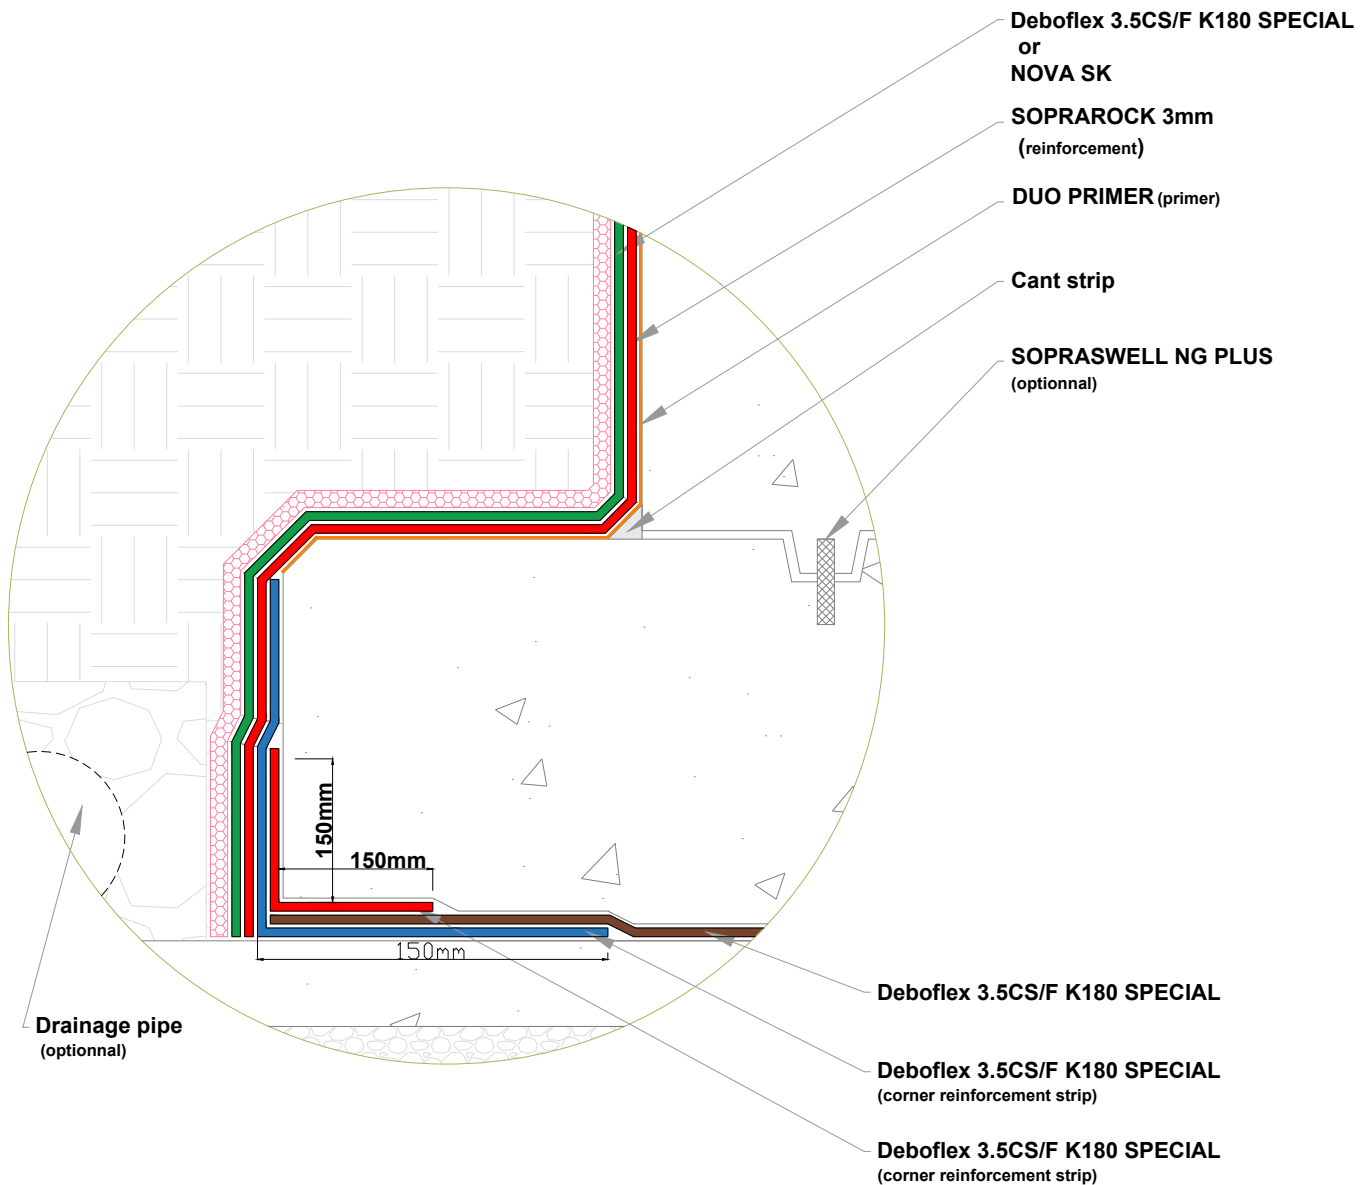 Deboflex 3.5CS/F K180 SPECIAL
or
NOVA SK
SOPRAROCK 3mm
(reinforcement)
DUO PRIMER (primer)
Cant strip
SOPRASWELL NG PLUS
(optionnal)
150mm
150mm
150mm
Deboflex 3.5CS/F K180 SPECIAL
Drainage pipe
(optionnal)
Deboflex 3.5CS/F K180 SPECIAL
(corner reinforcement strip)
Deboflex 3.5CS/F K180 SPECIAL
(corner reinforcement strip)